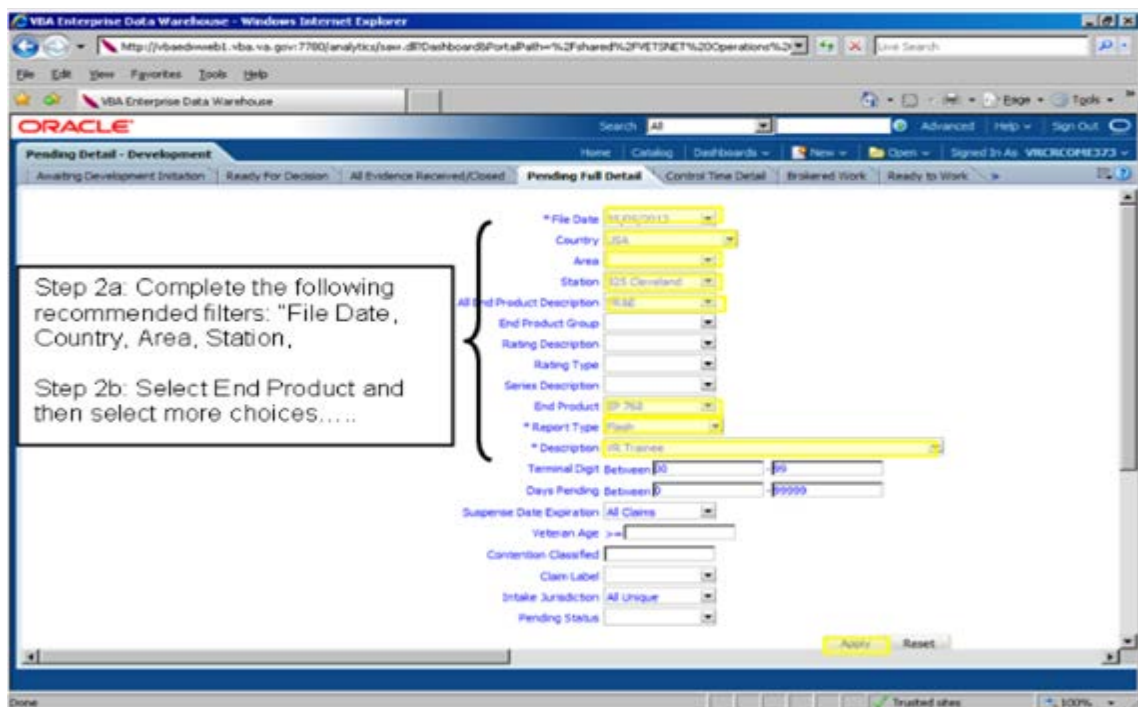 VBA Enterprise Data Warehouse - Windows Internet Explorer
Live Search
File Edit View Favorites Tools Help
VBA Enterprise Data Warehouse
Page Tools
ORACLE
Search All Advanced Help Sign Out
Pending Detail - Development
Home Catalog Dashboards New Open Signed In As VRCRCOME373
Awaiting Development Initiation Ready For Decision All Evidence Received/Closed Pending Full Detail Control Time Detail Brokered Work Ready to Work
* File Date
Country USA
Area
Station 325 Cleveland
All End Product Description
End Product Group
Rating Description
Rating Type
Series Description
End Product EP 768
* Report Type Flash
* Description VR Trainee
Terminal Digit Between 00 - 99
Days Pending Between 0 - 99999
Suspense Date Expiration All Claims
Veteran Age >=
Contention Classified
Claim Label
Intake Jurisdiction All Unique
Pending Status
Apply Reset
Step 2a: Complete the following
recommended filters: "File Date,
Country, Area, Station,
Step 2b: Select End Product and
then select more choices.....
Done
Trusted sites
100%